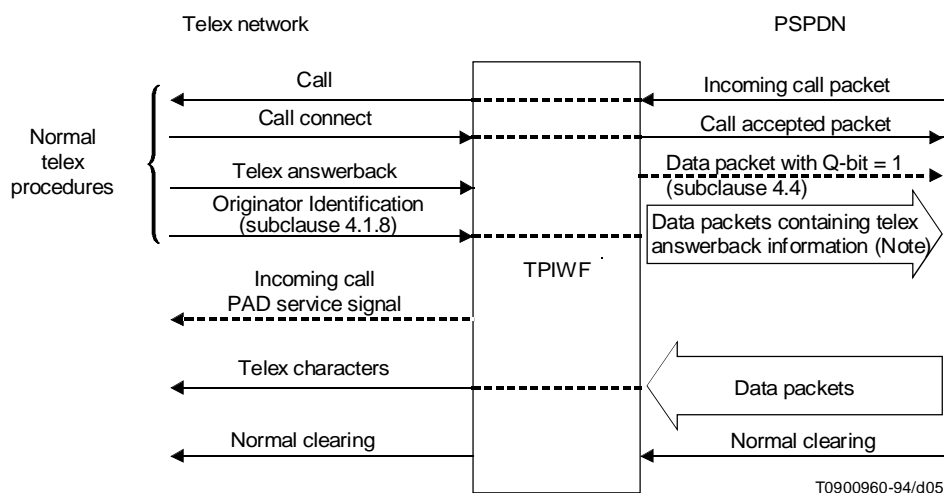 Telex network
PSPDN
Call
Incoming call packet
Call connect
Call accepted packet
Normal
telex
procedures
Telex answerback
Data packet with Q-bit = 1
(subclause 4.4)
Originator Identification
(subclause 4.1.8)
Data packets containing telex
answerback information (Note)
TPIWF
Incoming call
PAD service signal
Telex characters
Data packets
Normal clearing
Normal clearing
T0900960-94/d05